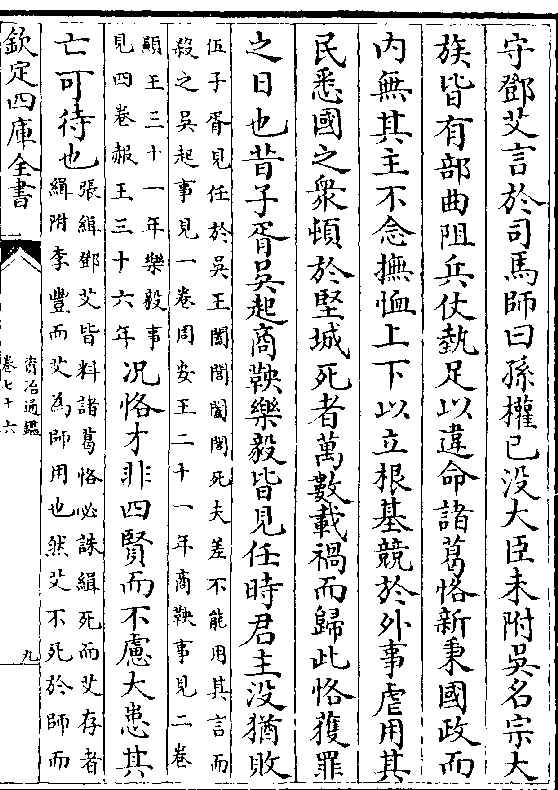 守鄧艾言於司馬師曰孫權已没大臣未附吳名宗大
族皆有部曲阻兵仗埶足以違命諸葛恪新秉國政而
内無其主不念撫恤上下以立根基競於外事虐用其
民悉國之衆頓於堅城死者萬數載禍而歸此恪獲罪
之日也昔子胥吳起商鞅樂毅皆見任時君主没猶敗
伍子胥見任於吳王闔閭闔閭死夫差不能用其言而
殺之吳起事見一卷周安王二十一年商鞅事見二卷
顯王三十一年樂毅事
見四卷赧王三十六年
况恪才非四賢而不慮大患其
亡可待也
張緝鄧艾皆料諸葛恪必誅緝死而艾存者
緝附李豐而艾為師用也然艾不死於師而
欽定四庫全書
資治通鑑
卷七十六
九